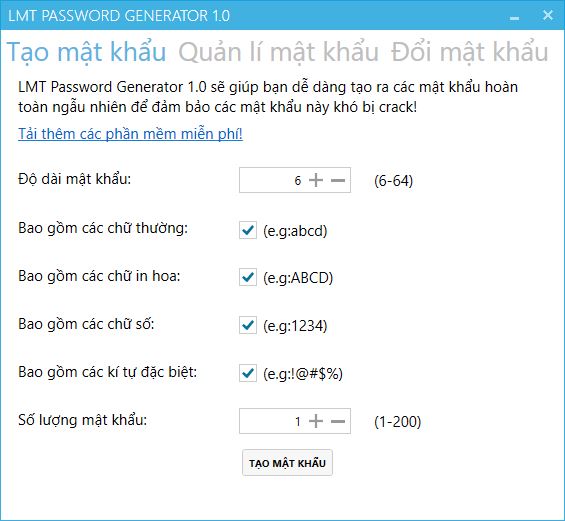 LMT PASSWORD GENERATOR 1.0
Tạo mật khẩu Quản lí mật khẩu Đổi mật khẩu
LMT Password Generator 1.0 sẽ giúp bạn dễ dàng tạo ra các mật khẩu hoàn
toàn ngẫu nhiên để đảm bảo các mật khẩu này khó bị crack!
Tải thêm các phần mềm miễn phí!
Độ dài mật khẩu: 6 (6-64)
Bao gồm các chữ thường: (e.g:abcd)
Bao gồm các chữ in hoa: (e.g:ABCD)
Bao gồm các chữ số: (e.g:1234)
Bao gồm các kí tự đặc biệt: (e.g:!@#$%)
Số lượng mật khẩu: 1 (1-200)
TẠO MẬT KHẨU